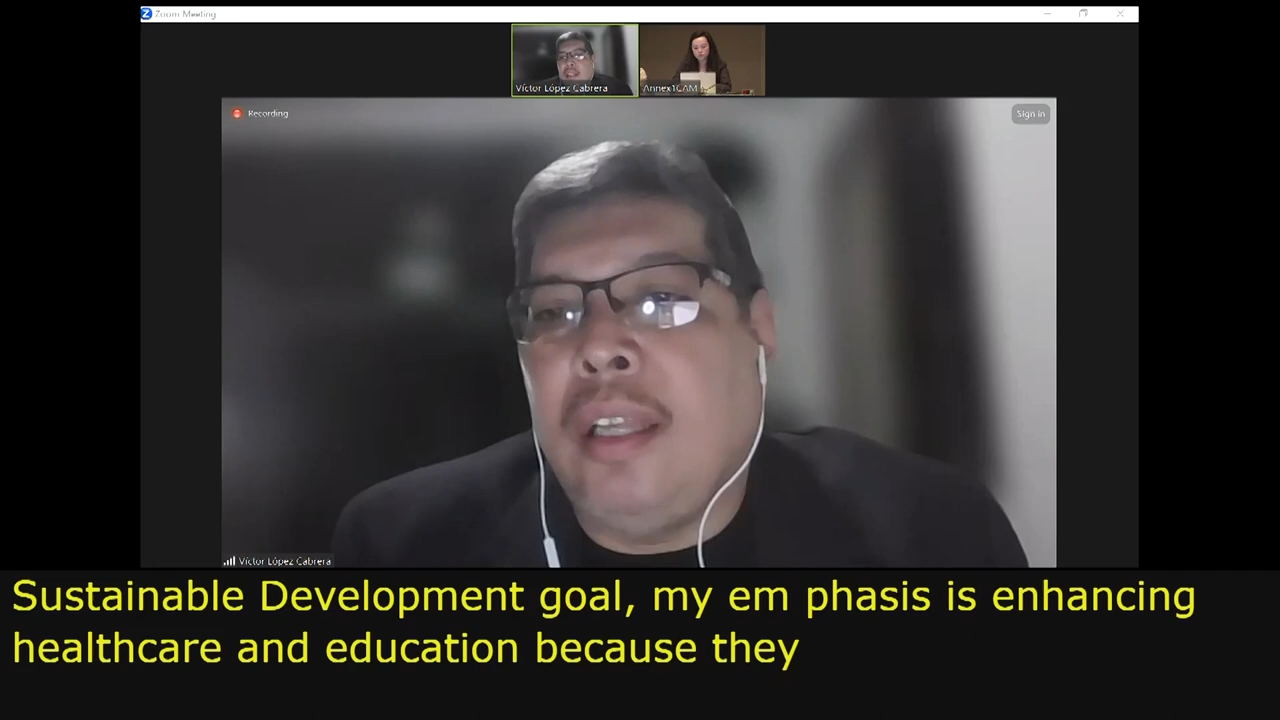 Zoom Meeting
Víctor López Cabrera
Annex1CAM
Recording
Sign in
Víctor López Cabrera
Sustainable Development goal, my em phasis is enhancing
healthcare and education because they